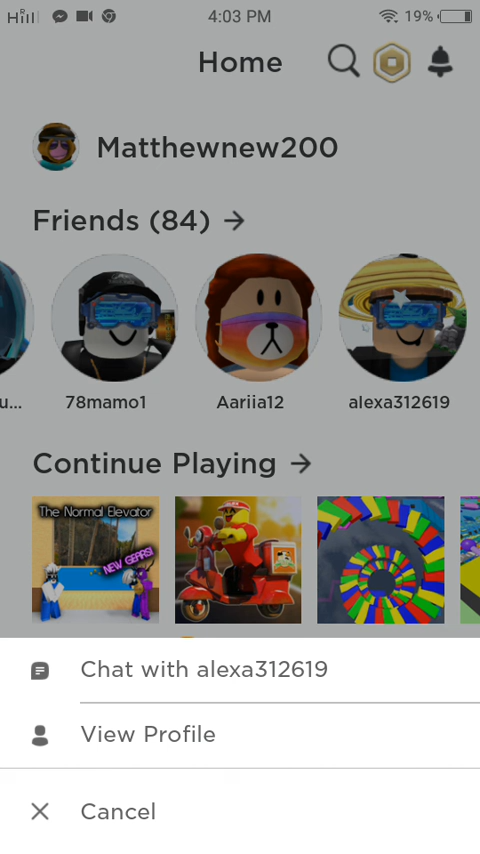 4:03 PM
19%
Home
Matthewnew200
Friends (84)
u...
78mamo1
Aariia12
alexa312619
Continue Playing
The Normal Elevator
NEW GEARS!
Chat with alexa312619
View Profile
Cancel